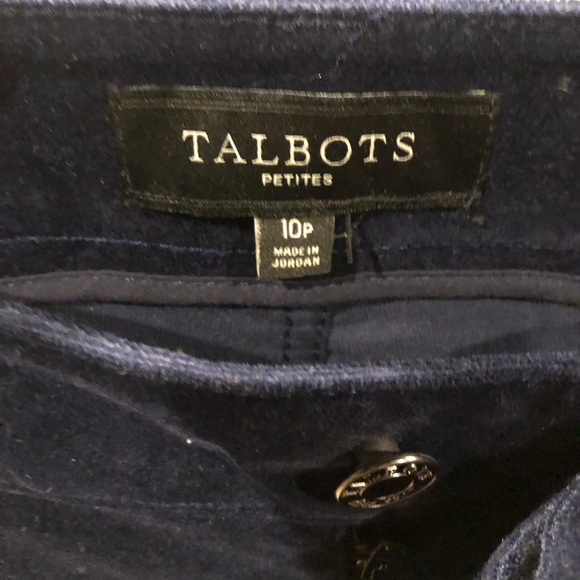 TALBOTS
PETITES
10P
MADE IN
JORDAN